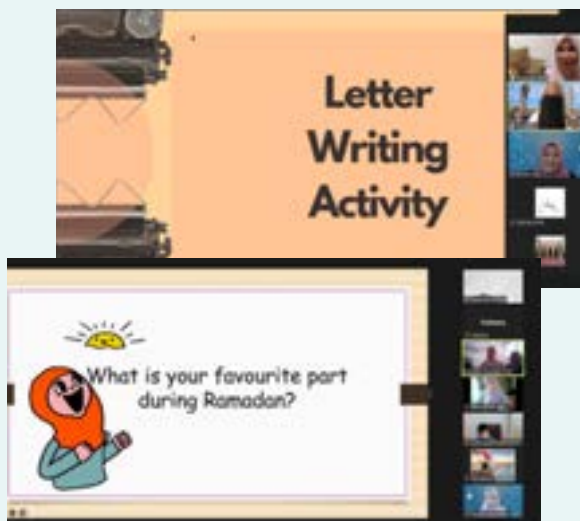 Letter
Writing
Activity
What is your favourite part
during Ramadan?